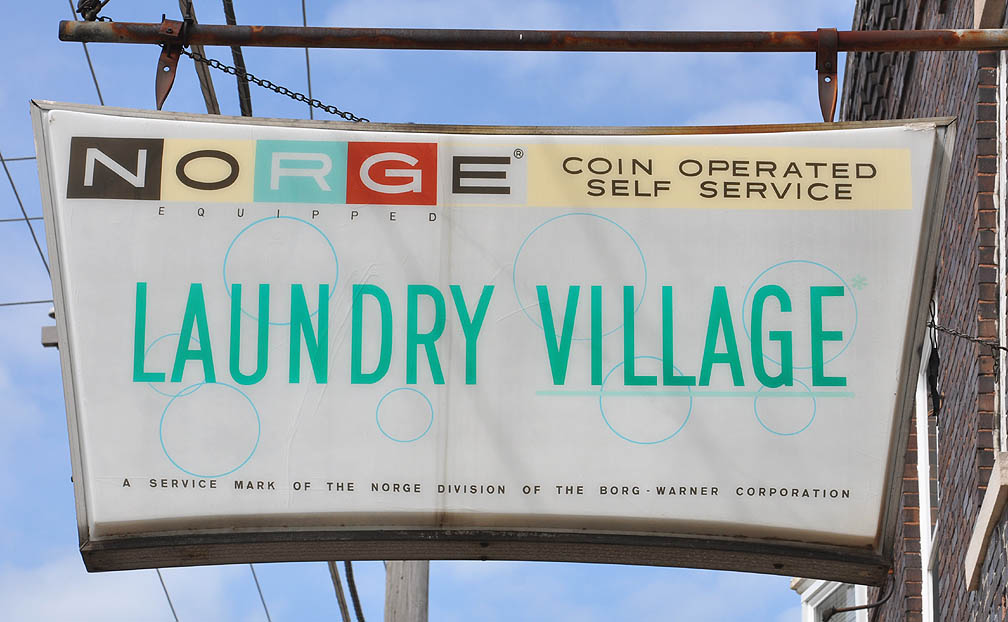 NORGE® COIN OPERATED
SELF SERVICE
EQUIPPED
LAUNDRY VILLAGE*
A SERVICE MARK OF THE NORGE DIVISION OF THE BORG-WARNER CORPORATION